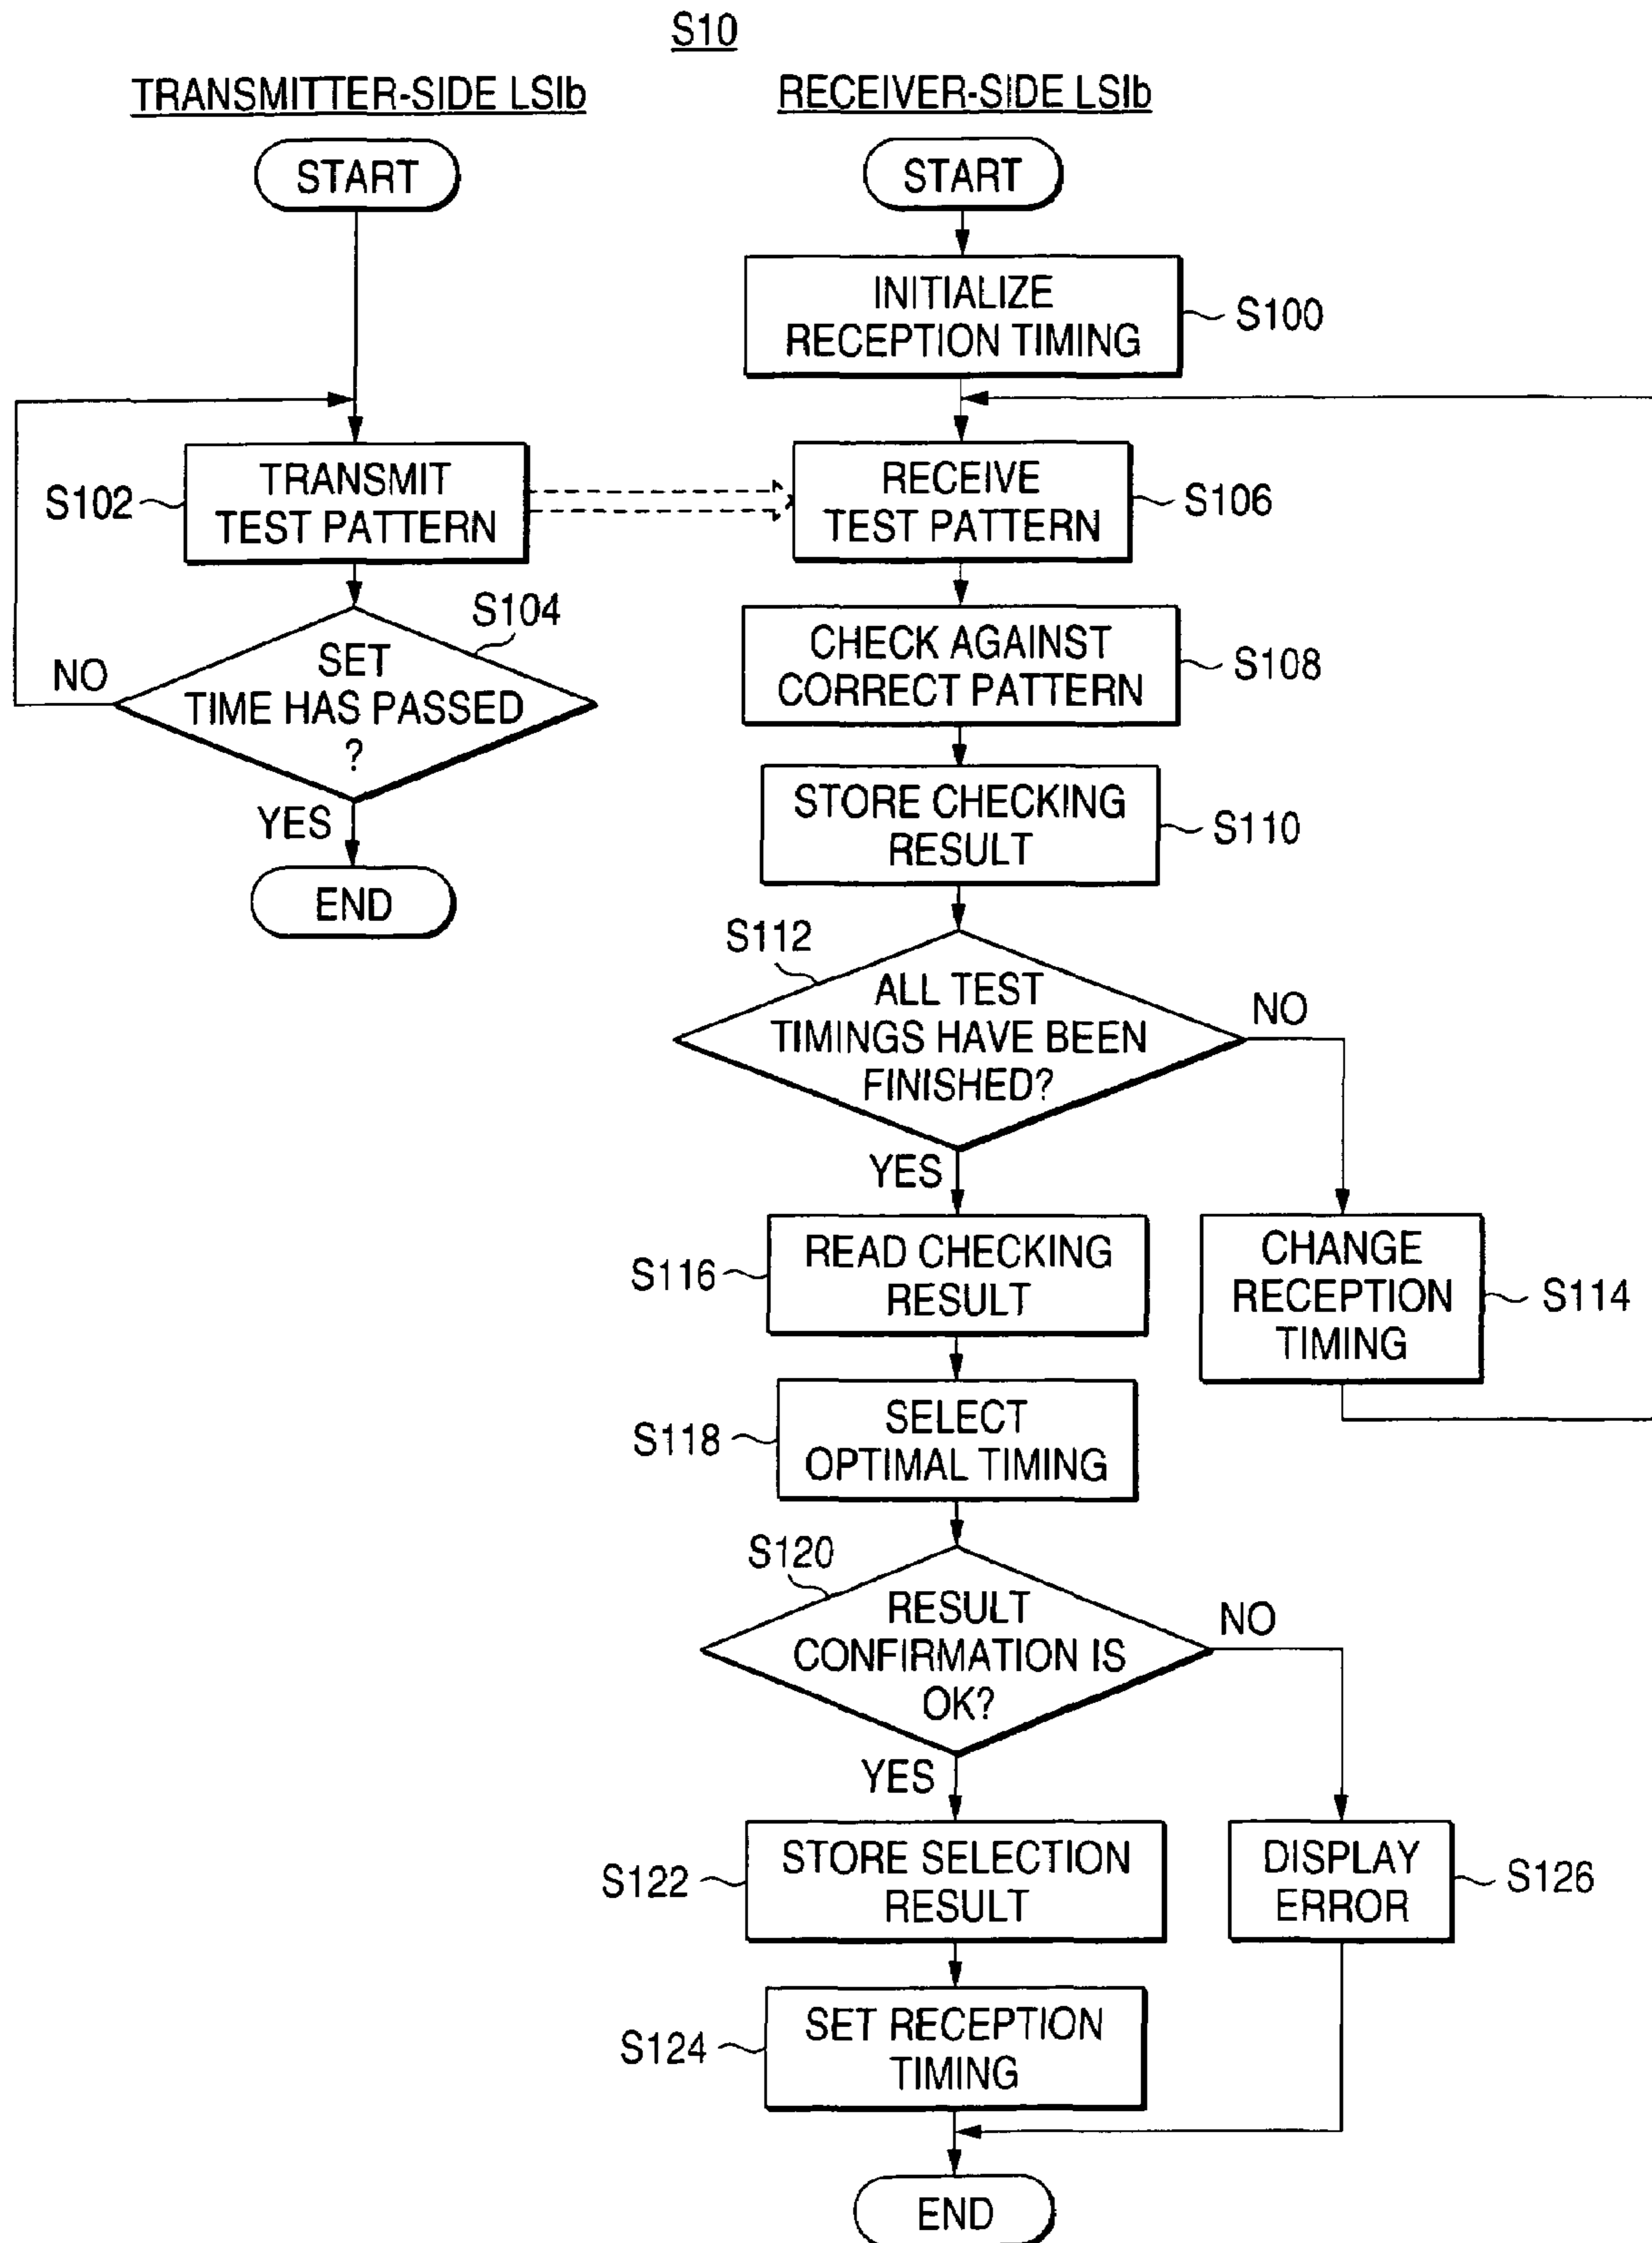 S10
TRANSMITTER-SIDE LSIb
START
S102
TRANSMIT
TEST PATTERN
S104
SET
TIME HAS PASSED
?
NO
YES
END
RECEIVER-SIDE LSIb
START
INITIALIZE
RECEPTION TIMING
S100
RECEIVE
TEST PATTERN
S106
CHECK AGAINST
CORRECT PATTERN
S108
STORE CHECKING
RESULT
S110
S112
ALL TEST
TIMINGS HAVE BEEN
FINISHED?
NO
YES
CHANGE
RECEPTION
TIMING
S114
S116
READ CHECKING
RESULT
S118
SELECT
OPTIMAL TIMING
S120
RESULT
CONFIRMATION IS
OK?
NO
YES
S122
STORE SELECTION
RESULT
DISPLAY
ERROR
S126
S124
SET RECEPTION
TIMING
END